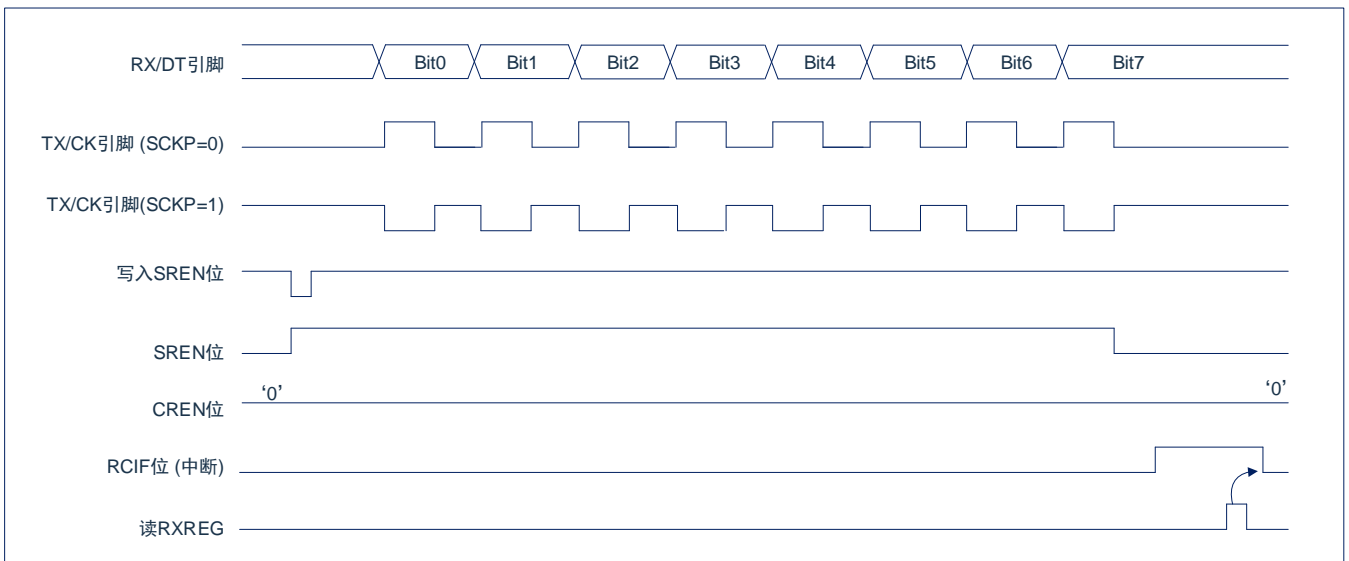 RX/DT引脚 Bit0 Bit1 Bit2 Bit3 Bit4 Bit5 Bit6 Bit7
TX/CK引脚 (SCKP=0)
TX/CK引脚(SCKP=1)
写入SREN位
SREN位
CREN位 ‘0’ ‘0’
RCIF位 (中断)
读RXREG